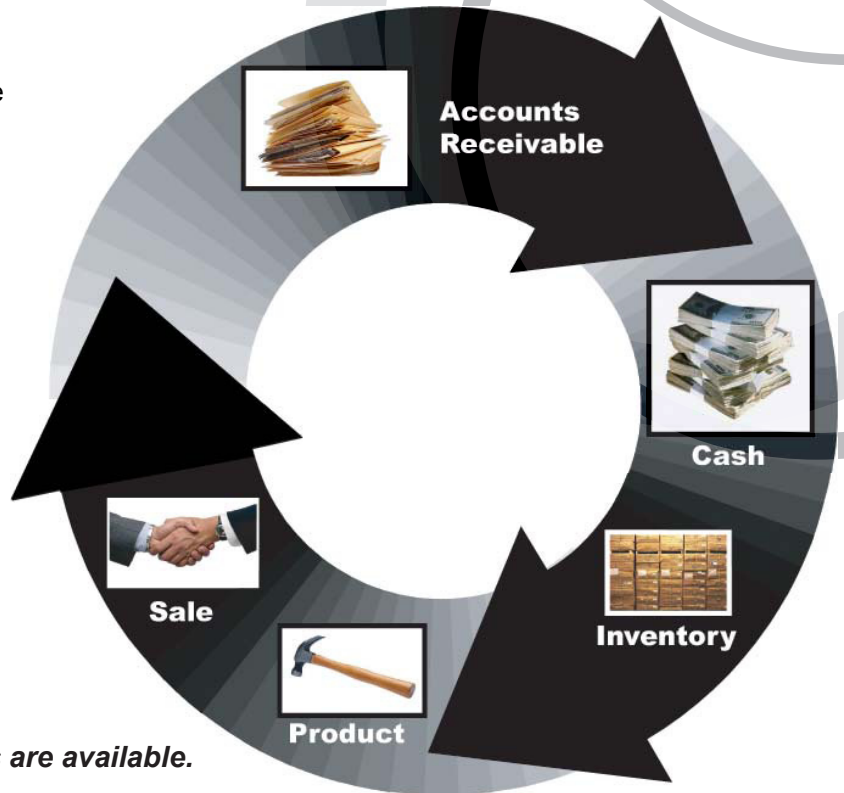 e
Accounts
Receivable
Cash
Inventory
Product
Sale
s are available.